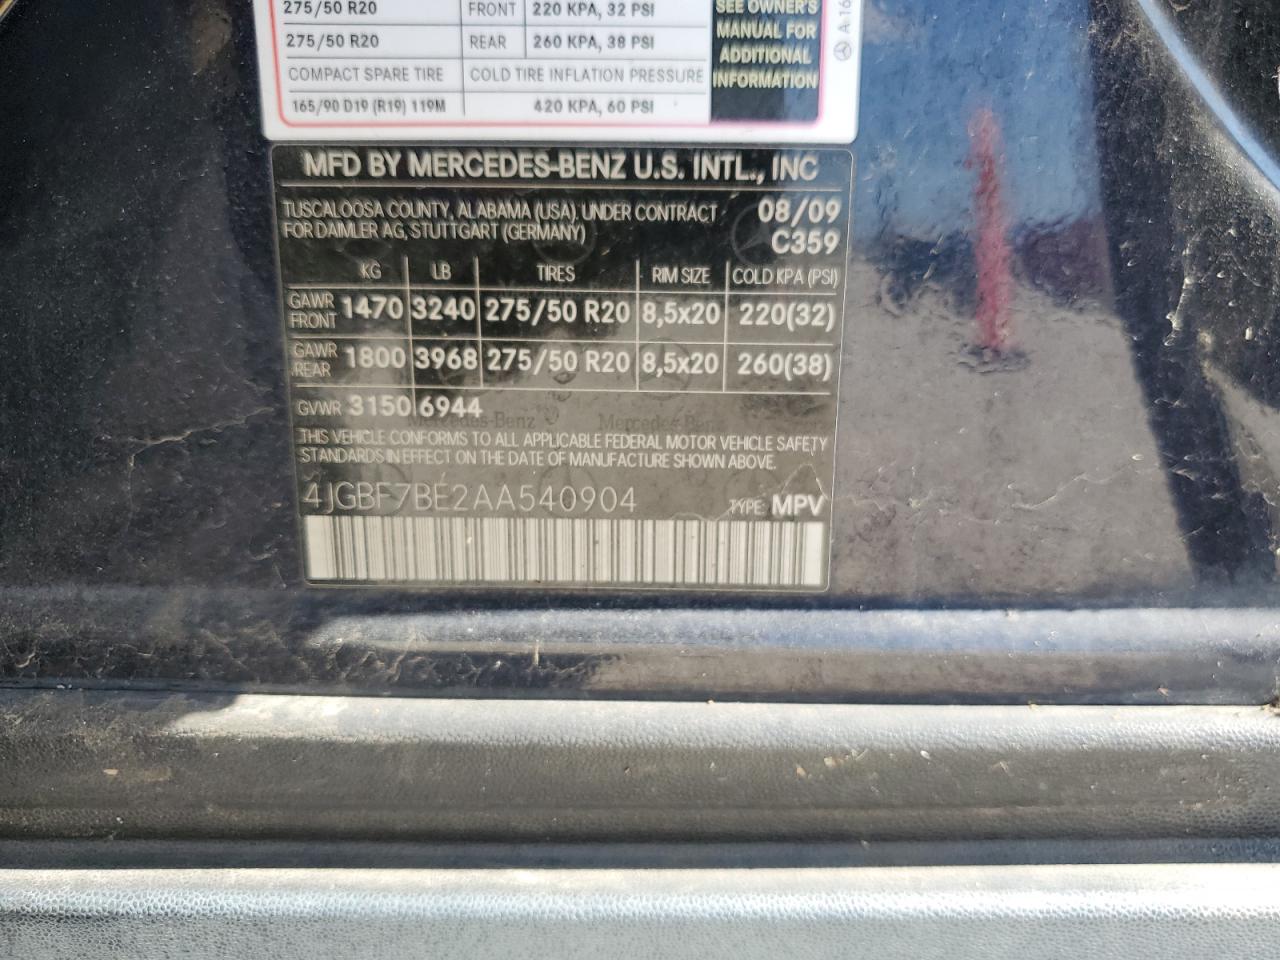 275/50 R20 FRONT 220 KPA, 32 PSI
275/50 R20 REAR 260 KPA, 38 PSI
COMPACT SPARE TIRE COLD TIRE INFLATION PRESSURE
165/90 D19 (R19) 119M 420 KPA, 60 PSI
SEE OWNER'S
MANUAL FOR
ADDITIONAL
INFORMATION
MFD BY MERCEDES-BENZ U.S. INTL., INC
TUSCALOOSA COUNTY, ALABAMA (USA). UNDER CONTRACT 08/09
FOR DAIMLER AG, STUTTGART (GERMANY) C359
KG LB TIRES RIM SIZE COLD KPA (PSI)
GAWR FRONT 1470 3240 275/50 R20 8,5x20 220(32)
GAWR REAR 1800 3968 275/50 R20 8,5x20 260(38)
GVWR 3150 6944
Mercedes-Benz Mercedes-Benz
THIS VEHICLE CONFORMS TO ALL APPLICABLE FEDERAL MOTOR VEHICLE SAFETY
STANDARDS IN EFFECT ON THE DATE OF MANUFACTURE SHOWN ABOVE.
4JGBF7BE2AA540904 TYPE: MPV